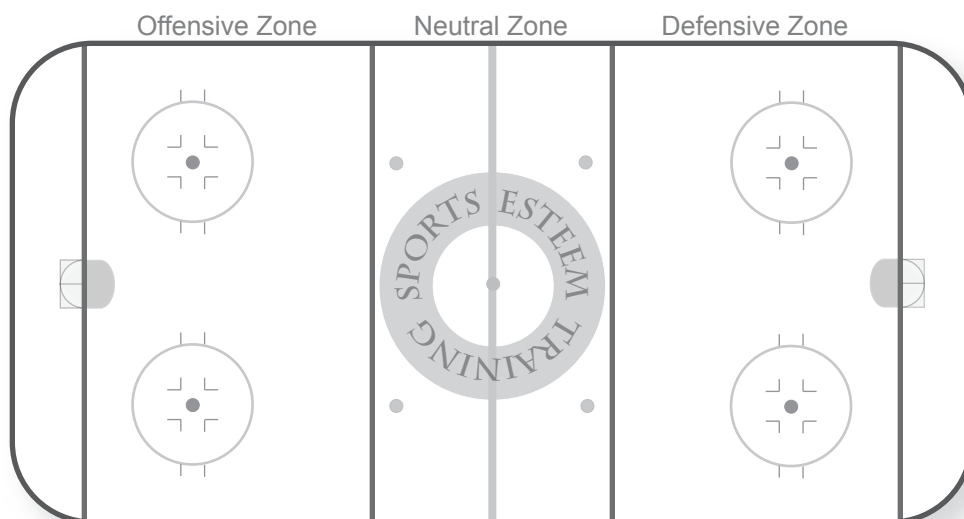 Offensive Zone Neutral Zone Defensive Zone
SPORTS ESTEEM TRAINING